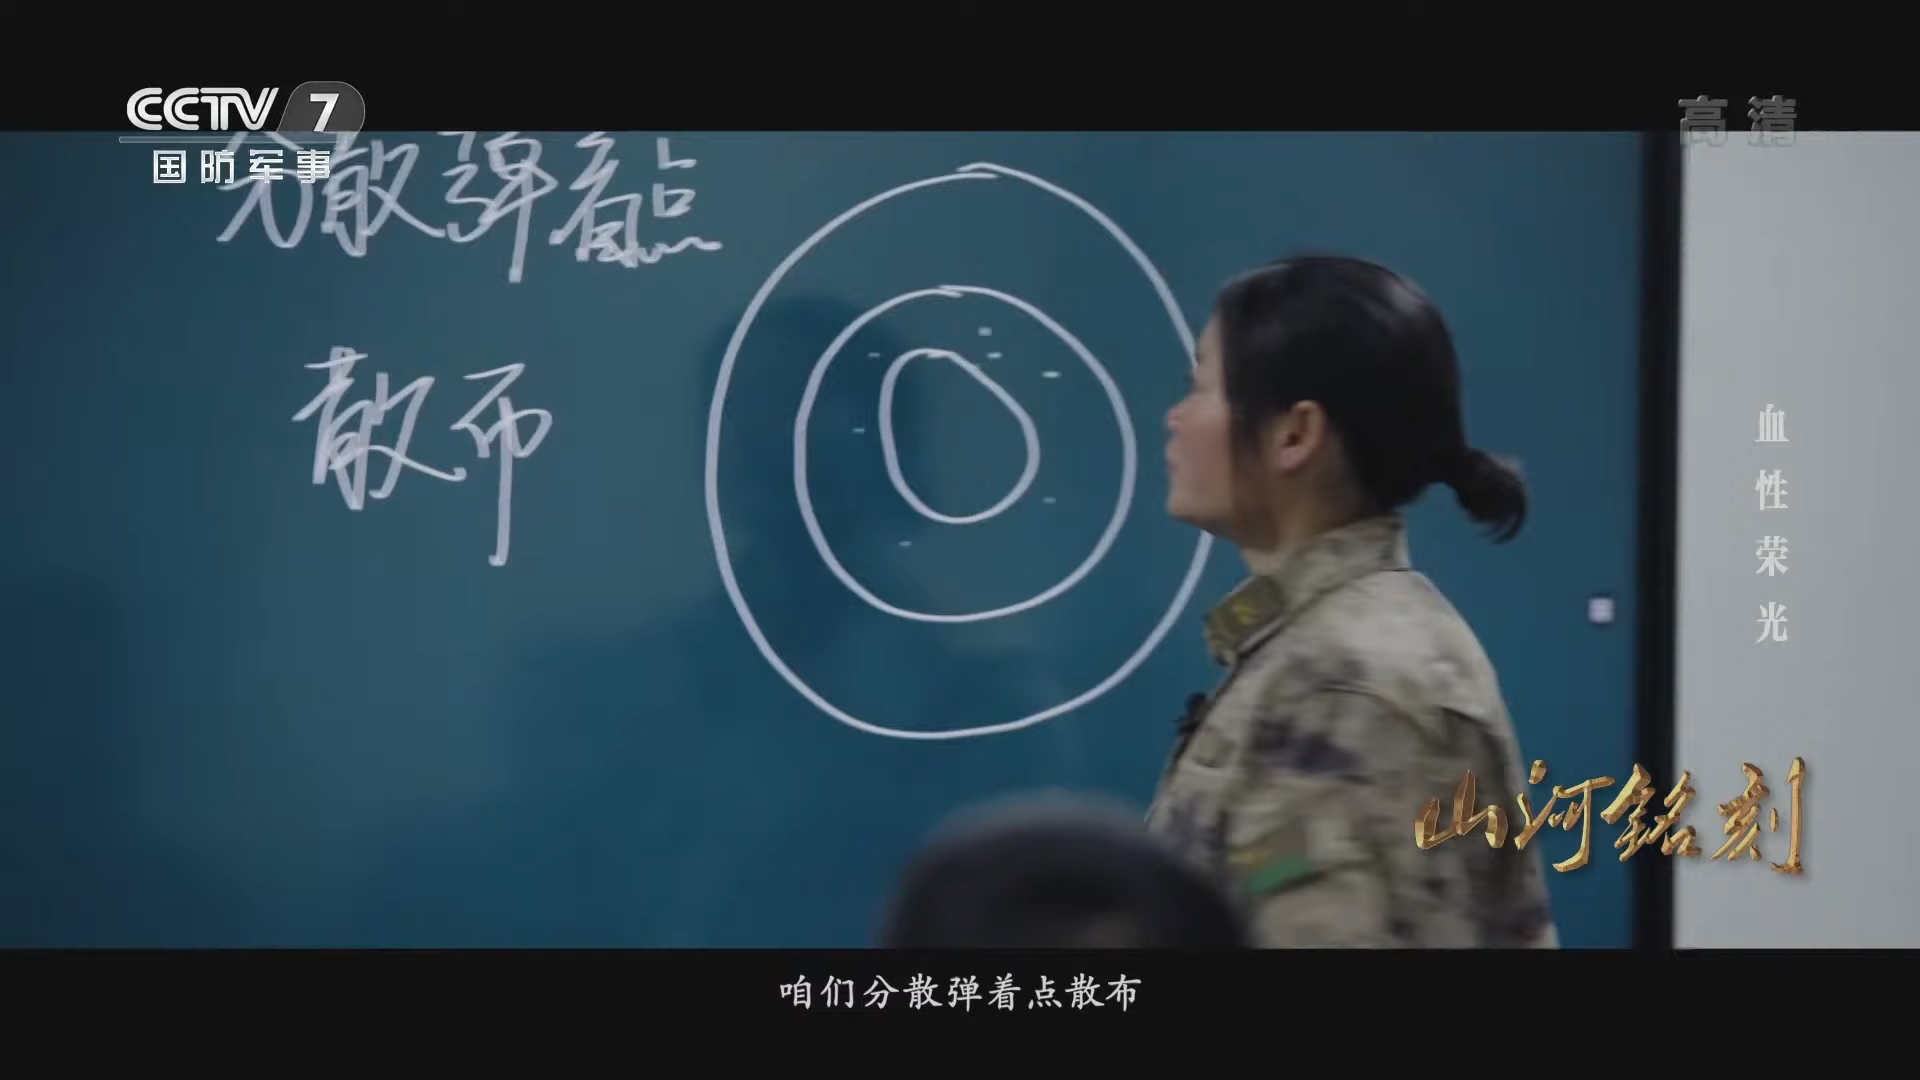 CCTV 7
国防军事
高清
分散弹着点
散布
血性荣光
山河铭刻
咱们分散弹着点散布